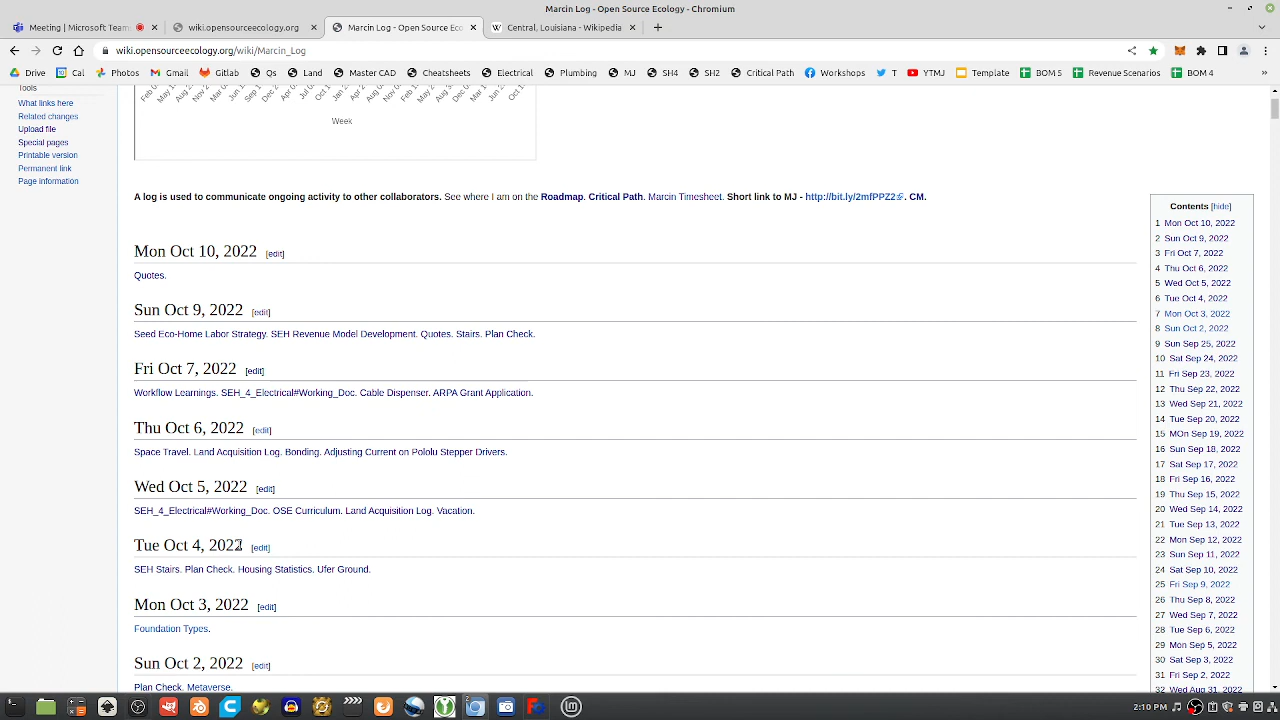 Marcin Log - Open Source Ecology - Chromium
Meeting | Microsoft Team
wiki.opensourceecology.org
Marcin Log - Open Source Eco
Central, Louisiana - Wikipedia
wiki.opensourceecology.org/wiki/Marcin_Log
Drive Cal Photos Gmail Gitlab Qs Land Master CAD Cheatsheets Electrical Plumbing MJ SH4 Critical Path Workshops T YTMJ Template BOM 5 Revenue Scenarios BOM 4 »
Tools
What links here
Related changes
Upload file
Special pages
Printable version
Permanent link
Page information
Week
A log is used to communicate ongoing activity to other collaborators. See where I am on the Roadmap. Critical Path. Marcin Timesheet. Short link to MJ - http://bit.ly/2mfPPZ2. CM.
Mon Oct 10, 2022 [edit]
Quotes.
Sun Oct 9, 2022 [edit]
Seed Eco-Home Labor Strategy. SEH Revenue Model Development. Quotes. Stairs. Plan Check.
Fri Oct 7, 2022 [edit]
Workflow Learnings. SEH_4_Electrical#Working_Doc. Cable Dispenser. ARPA Grant Application.
Thu Oct 6, 2022 [edit]
Space Travel. Land Acquisition Log. Bonding. Adjusting Current on Pololu Stepper Drivers.
Wed Oct 5, 2022 [edit]
SEH_4_Electrical#Working_Doc. OSE Curriculum. Land Acquisition Log. Vacation.
Tue Oct 4, 2022 [edit]
SEH Stairs. Plan Check. Housing Statistics. Ufer Ground.
Mon Oct 3, 2022 [edit]
Foundation Types.
Sun Oct 2, 2022 [edit]
Plan Check. Metaverse.
Contents [hide]
1 Mon Oct 10, 2022
2 Sun Oct 9, 2022
3 Fri Oct 7, 2022
4 Thu Oct 6, 2022
5 Wed Oct 5, 2022
6 Tue Oct 4, 2022
7 Mon Oct 3, 2022
8 Sun Oct 2, 2022
9 Sun Sep 25, 2022
10 Sat Sep 24, 2022
11 Fri Sep 23, 2022
12 Thu Sep 22, 2022
13 Wed Sep 21, 2022
14 Tue Sep 20, 2022
15 MOn Sep 19, 2022
16 Sun Sep 18, 2022
17 Sat Sep 17, 2022
18 Fri Sep 16, 2022
19 Thu Sep 15, 2022
20 Wed Sep 14, 2022
21 Tue Sep 13, 2022
22 Mon Sep 12, 2022
23 Sun Sep 11, 2022
24 Sat Sep 10, 2022
25 Fri Sep 9, 2022
26 Thu Sep 8, 2022
27 Wed Sep 7, 2022
28 Tue Sep 6, 2022
29 Mon Sep 5, 2022
30 Sat Sep 3, 2022
31 Fri Sep 2, 2022
32 Wed Aug 31, 2022
2:10 PM